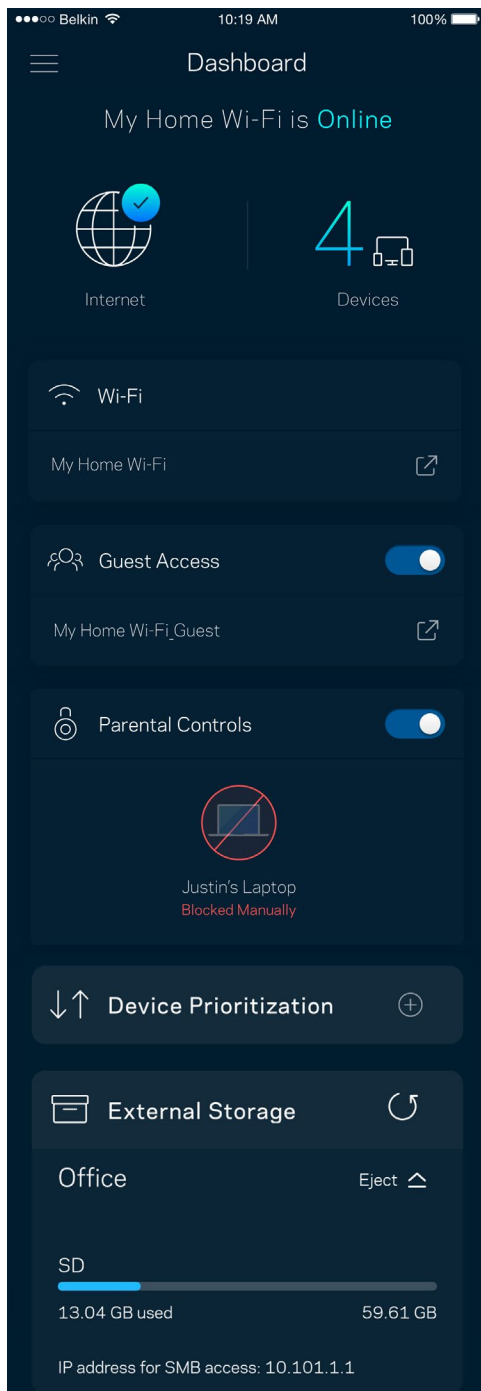 Belkin 10:19 AM 100%
Dashboard
My Home Wi-Fi is Online
4
Internet Devices
Wi-Fi
My Home Wi-Fi
Guest Access
My Home Wi-Fi_Guest
Parental Controls
Justin's Laptop
Blocked Manually
Device Prioritization
External Storage
Office Eject
SD
13.04 GB used 59.61 GB
IP address for SMB access: 10.101.1.1